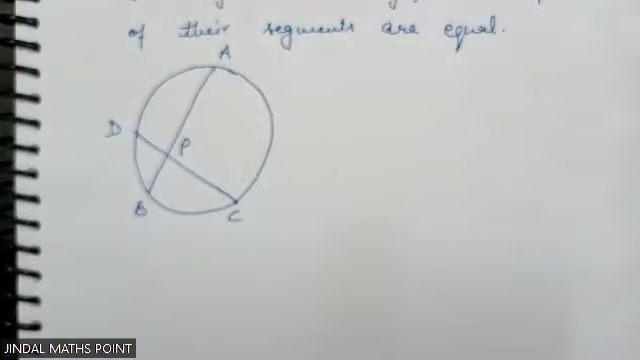 of their segments are equal.
A
D
P
B
C
JINDAL MATHS POINT